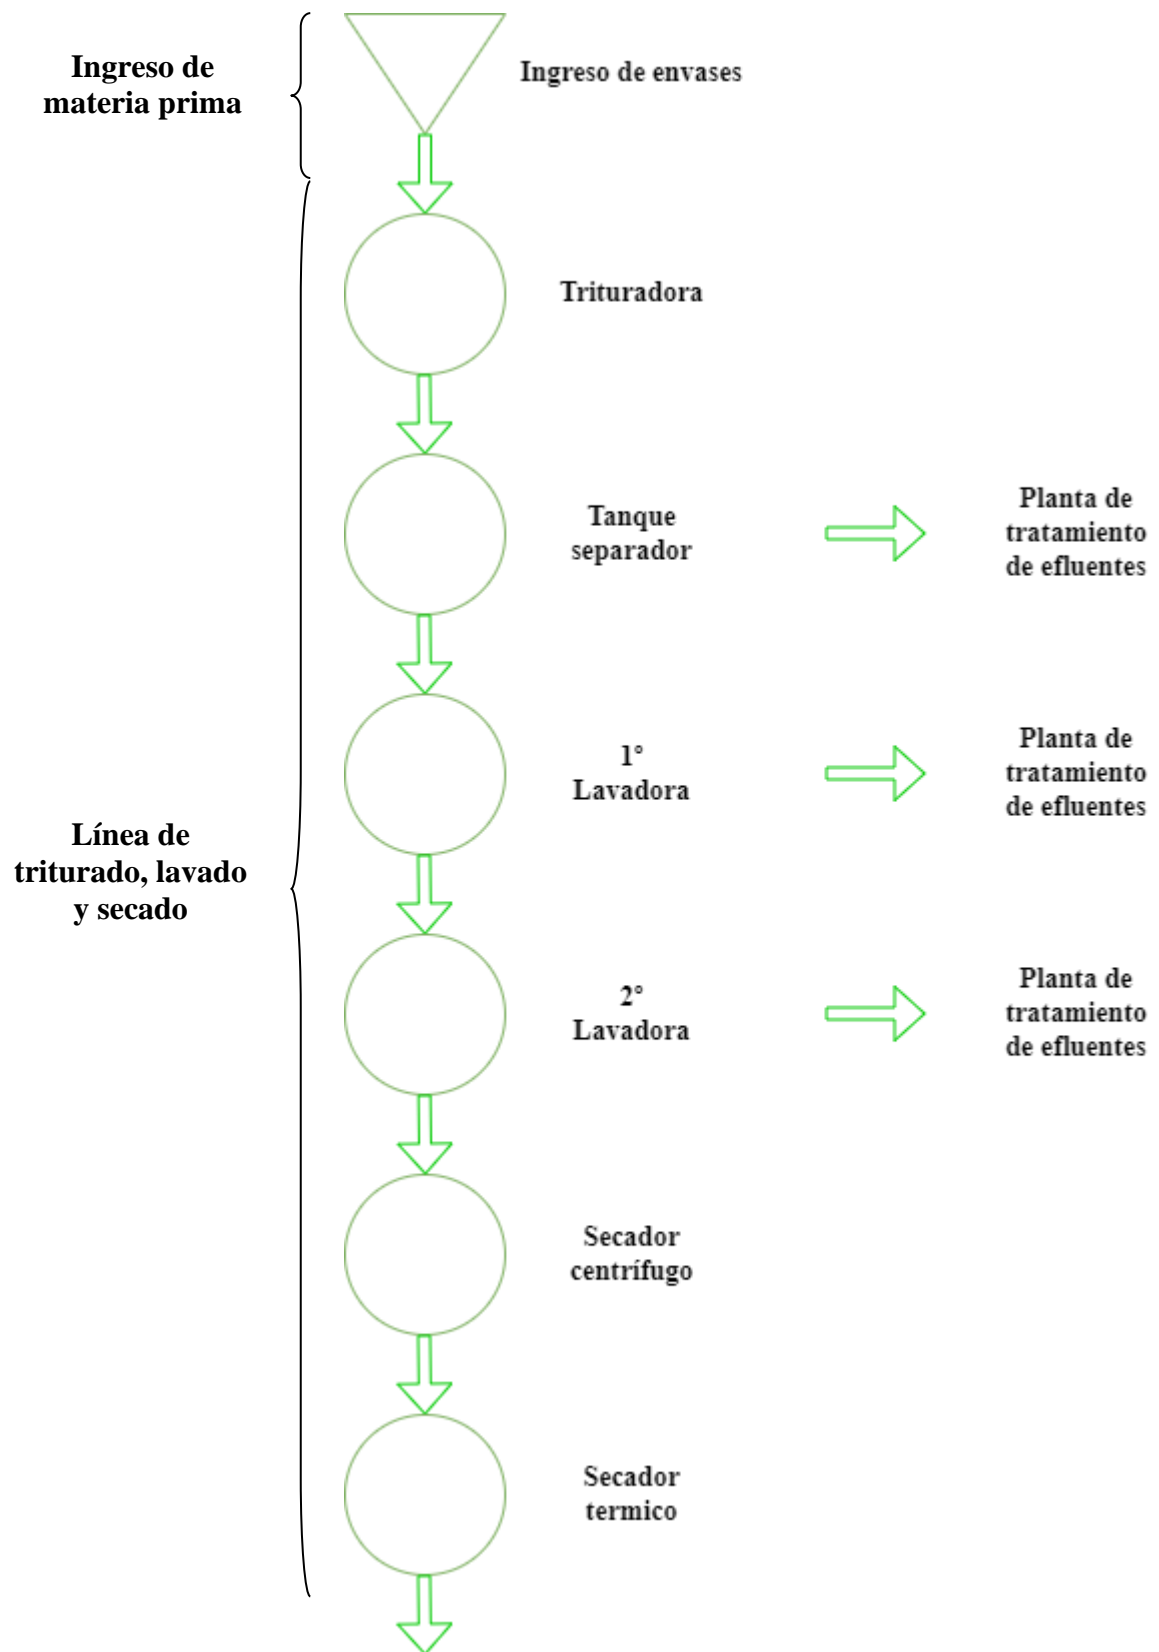 Ingreso de
materia prima
Ingreso de envases
Trituradora
Tanque
separador
Planta de
tratamiento
de efluentes
1°
Lavadora
Planta de
tratamiento
de efluentes
Línea de
triturado, lavado
y secado
2°
Lavadora
Planta de
tratamiento
de efluentes
Secador
centrífugo
Secador
termico